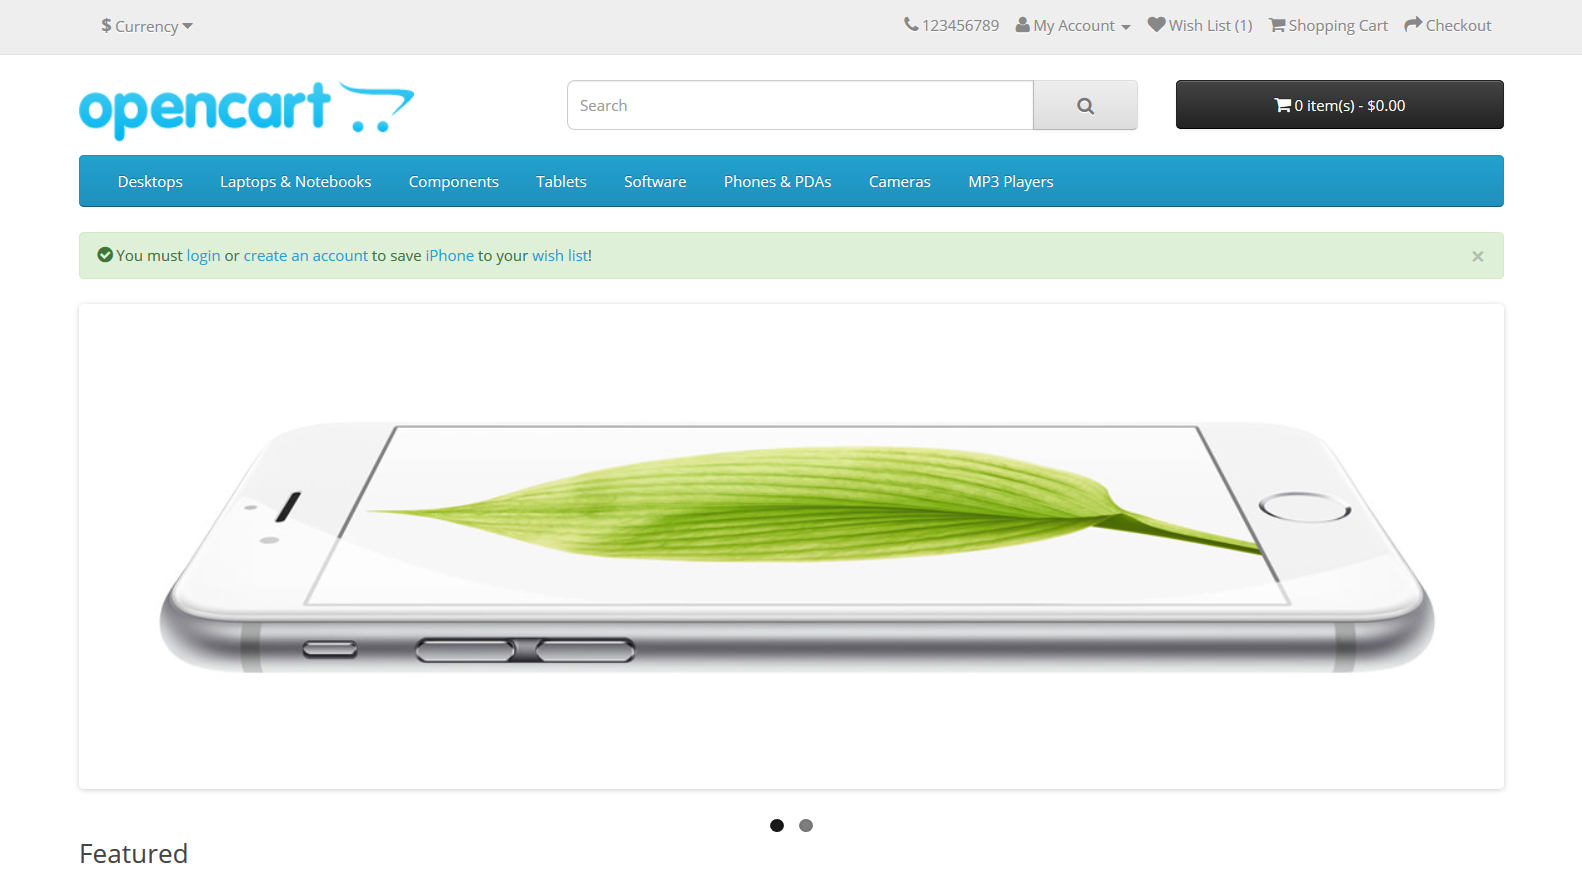 $ Currency
123456789 My Account Wish List (1) Shopping Cart Checkout
opencart
Search
0 item(s) - $0.00
Desktops Laptops & Notebooks Components Tablets Software Phones & PDAs Cameras MP3 Players
You must login or create an account to save iPhone to your wish list!
×
Featured